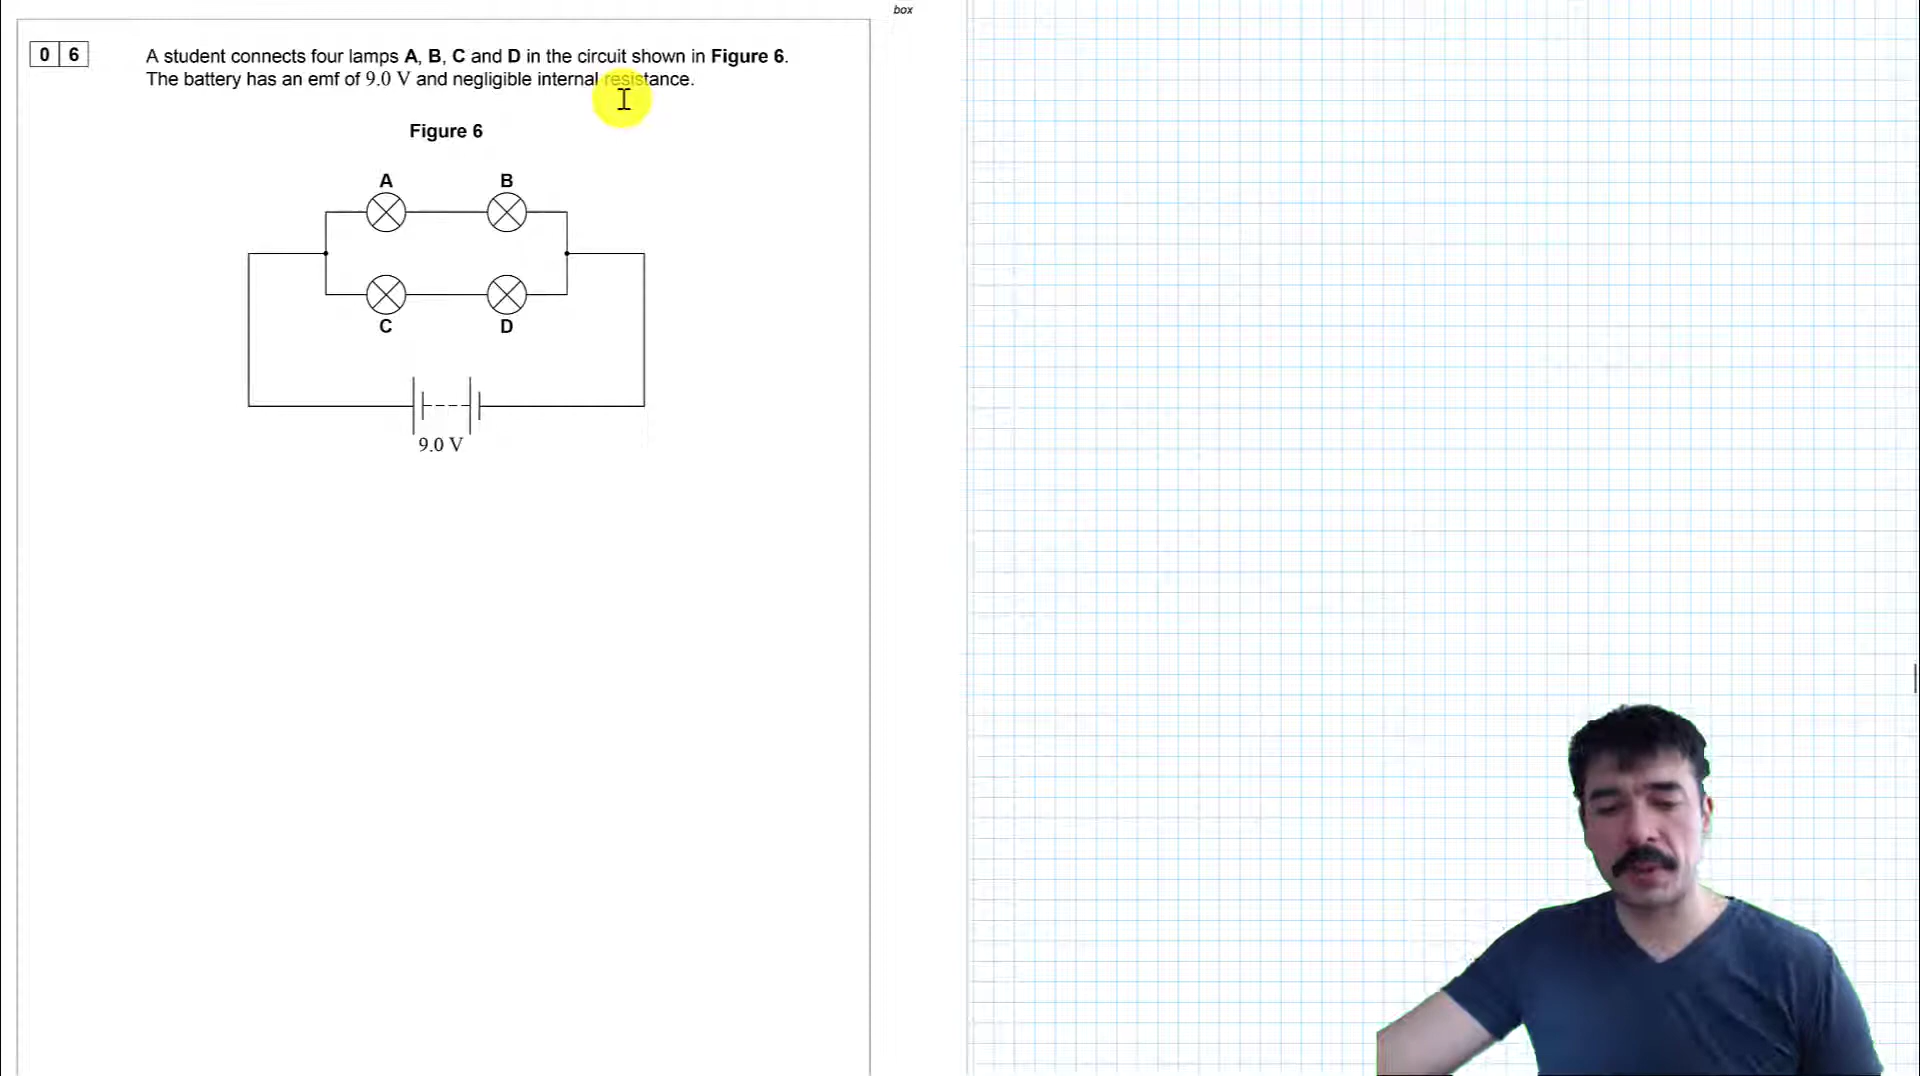 box
0 6 A student connects four lamps A, B, C and D in the circuit shown in Figure 6.
The battery has an emf of 9.0 V and negligible internal resistance.
Figure 6
A B
C D
9.0 V